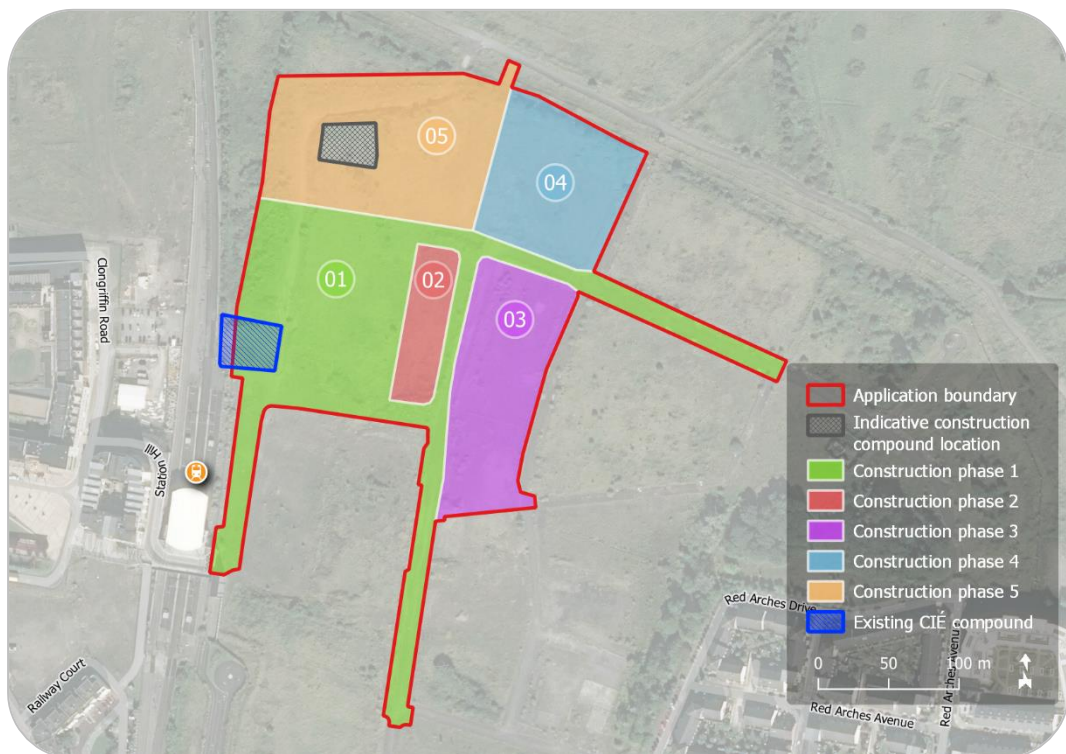 05
04
01
02
03
Clongriffin Road
Station Hill
Railway Court
Red Arches Drive
Red Arches Avenue
Red Arches Avenue
Application boundary
Indicative construction
compound location
Construction phase 1
Construction phase 2
Construction phase 3
Construction phase 4
Construction phase 5
Existing CIÉ compound
0 50 100 m